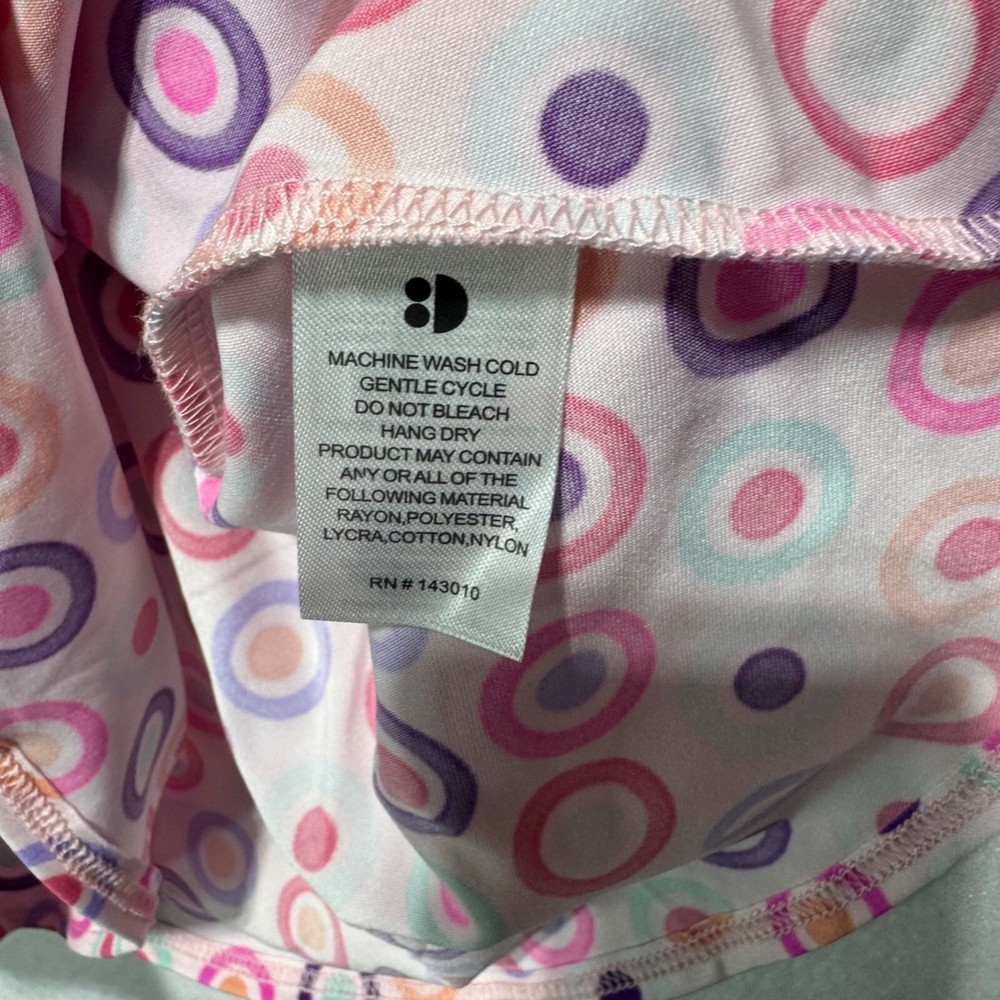 MACHINE WASH COLD
GENTLE CYCLE
DO NOT BLEACH
HANG DRY
PRODUCT MAY CONTAIN
ANY OR ALL OF THE
FOLLOWING MATERIAL
RAYON,POLYESTER,
LYCRA,COTTON,NYLON
RN # 143010